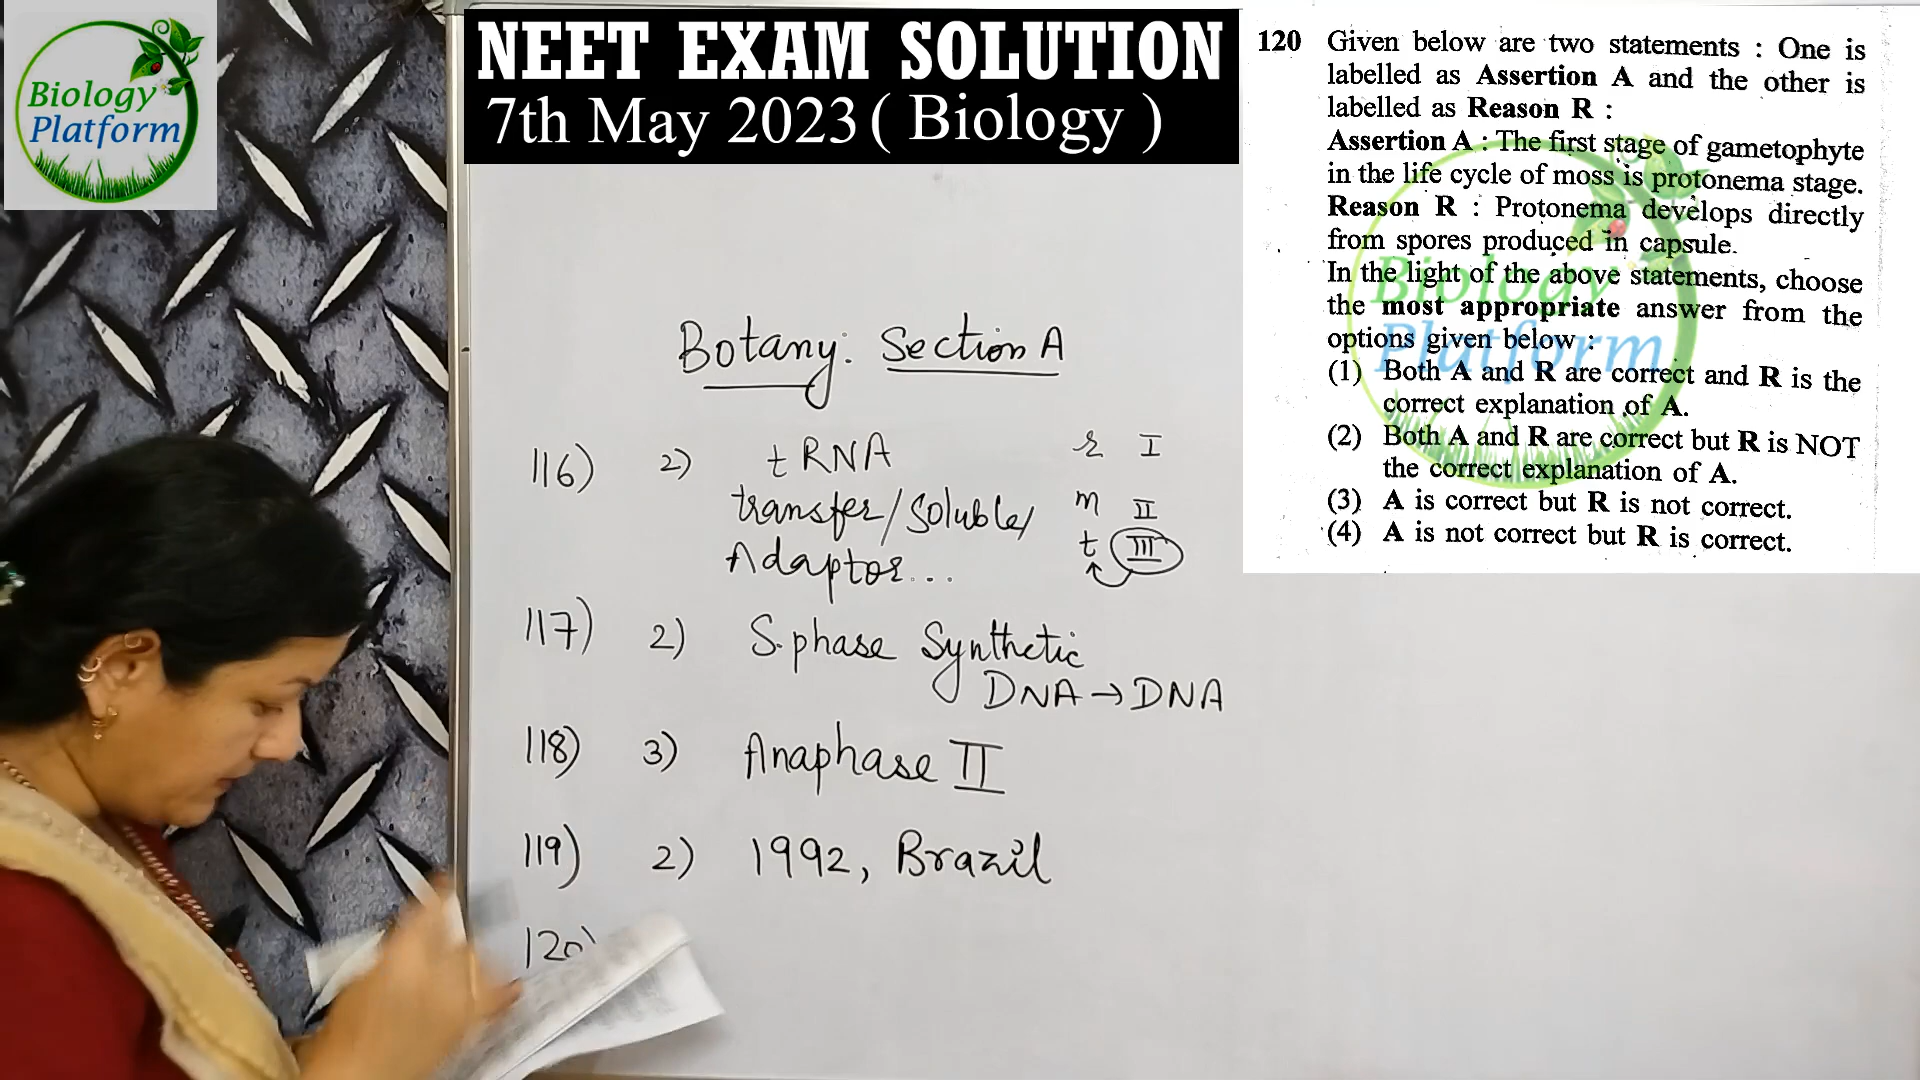 Biology
Platform
NEET EXAM SOLUTION
7th May 2023 ( Biology )
Botany: Section A
116) 2) tRNA r I
transfer/Soluble/ m II
Adaptor... t III
117) 2) S.phase Synthetic
DNA → DNA
118) 3) Anaphase II
119) 2) 1992, Brazil
120)
120 Given below are two statements : One is
labelled as Assertion A and the other is
labelled as Reason R :
Assertion A : The first stage of gametophyte
in the life cycle of moss is protonema stage.
Reason R : Protonema develops directly
from spores produced in capsule.
In the light of the above statements, choose
the most appropriate answer from the
options given below :
(1) Both A and R are correct and R is the
correct explanation of A.
(2) Both A and R are correct but R is NOT
the correct explanation of A.
(3) A is correct but R is not correct.
(4) A is not correct but R is correct.
Biology
Platform